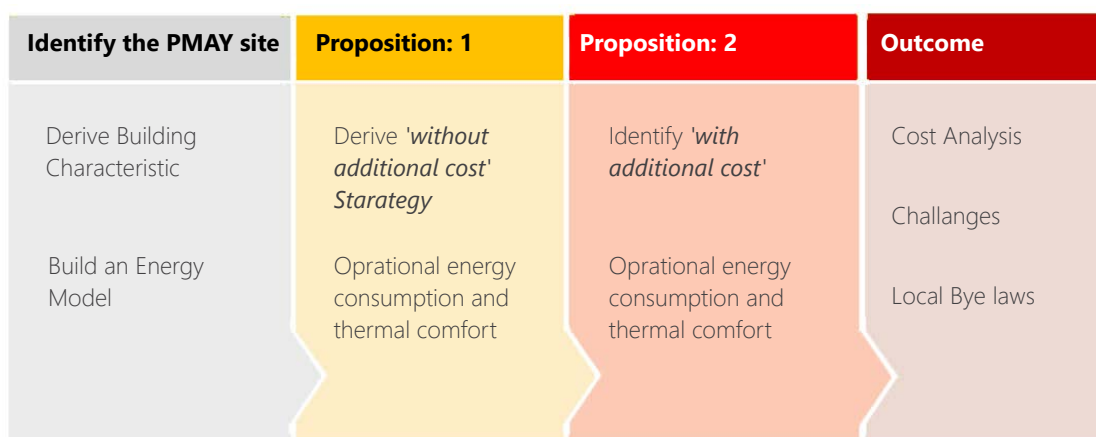 Identify the PMAY site
Derive Building
Characteristic
Build an Energy
Model
Proposition: 1
Derive 'without
additional cost'
Starategy
Oprational energy
consumption and
thermal comfort
Proposition: 2
Identify 'with
additional cost'
Oprational energy
consumption and
thermal comfort
Outcome
Cost Analysis
Challanges
Local Bye laws